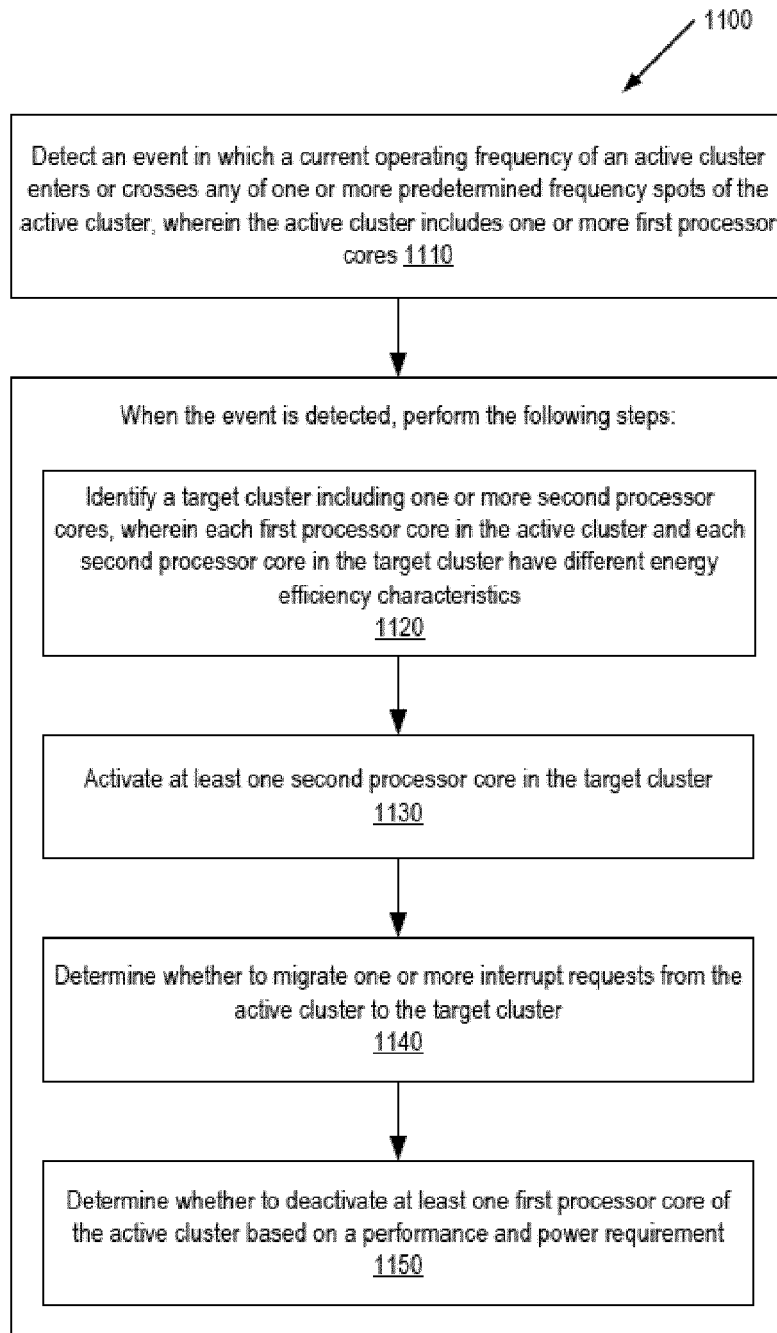 1100
Detect an event in which a current operating frequency of an active cluster
enters or crosses any of one or more predetermined frequency spots of the
active cluster, wherein the active cluster includes one or more first processor
cores 1110
When the event is detected, perform the following steps:
Identify a target cluster including one or more second processor
cores, wherein each first processor core in the active cluster and each
second processor core in the target cluster have different energy
efficiency characteristics
1120
Activate at least one second processor core in the target cluster
1130
Determine whether to migrate one or more interrupt requests from the
active cluster to the target cluster
1140
Determine whether to deactivate at least one first processor core of
the active cluster based on a performance and power requirement
1150